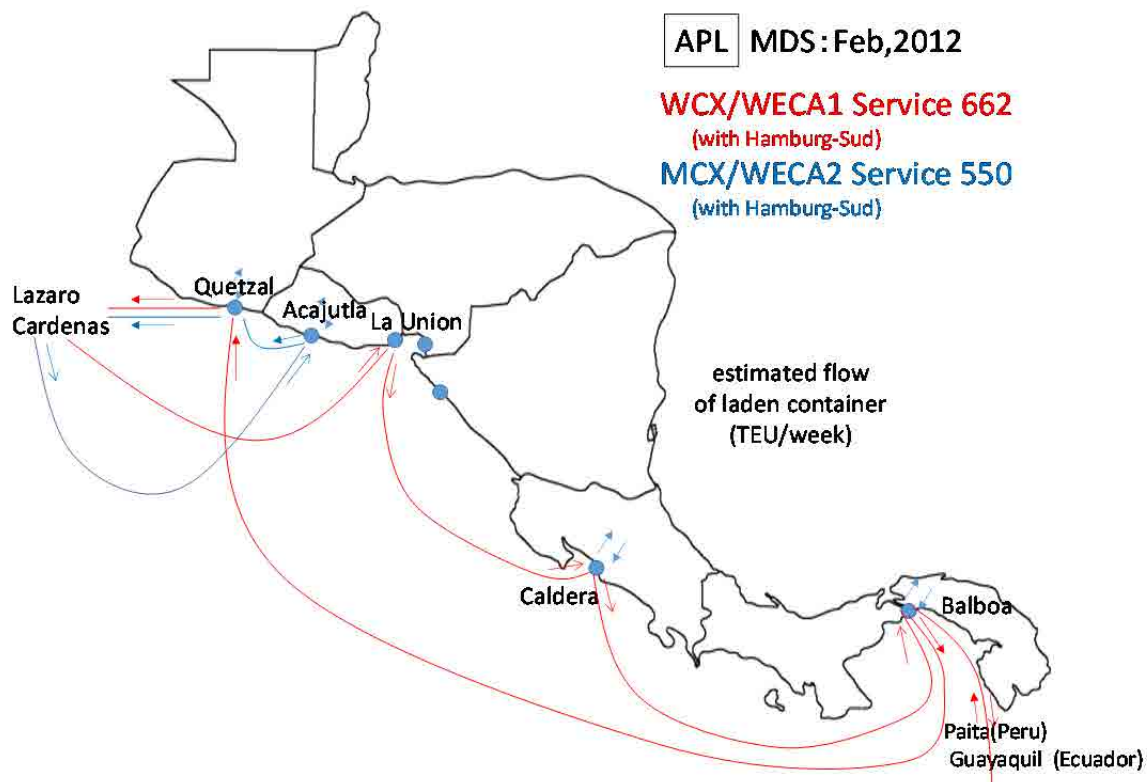 APL MDS : Feb,2012
WCX/WECA1 Service 662
(with Hamburg-Sud)
MCX/WECA2 Service 550
(with Hamburg-Sud)
Quetzal
Lazaro
Cardenas
Acajutla
La Union
estimated flow
of laden container
(TEU/week)
Caldera
Balboa
Paita(Peru)
Guayaquil (Ecuador)